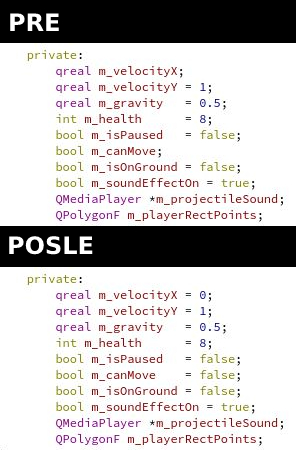 PRE
private:
    qreal m_velocityX;
    qreal m_velocityY = 1;
    qreal m_gravity   = 0.5;
    int m_health      = 8;
    bool m_isPaused   = false;
    bool m_canMove;
    bool m_isOnGround = false;
    bool m_soundEffectOn = true;
    QMediaPlayer *m_projectileSound;
    QPolygonF m_playerRectPoints;
POSLE
private:
    qreal m_velocityX = 0;
    qreal m_velocityY = 1;
    qreal m_gravity   = 0.5;
    int m_health      = 8;
    bool m_isPaused   = false;
    bool m_canMove    = false;
    bool m_isOnGround = false;
    bool m_soundEffectOn = true;
    QMediaPlayer *m_projectileSound;
    QPolygonF m_playerRectPoints;